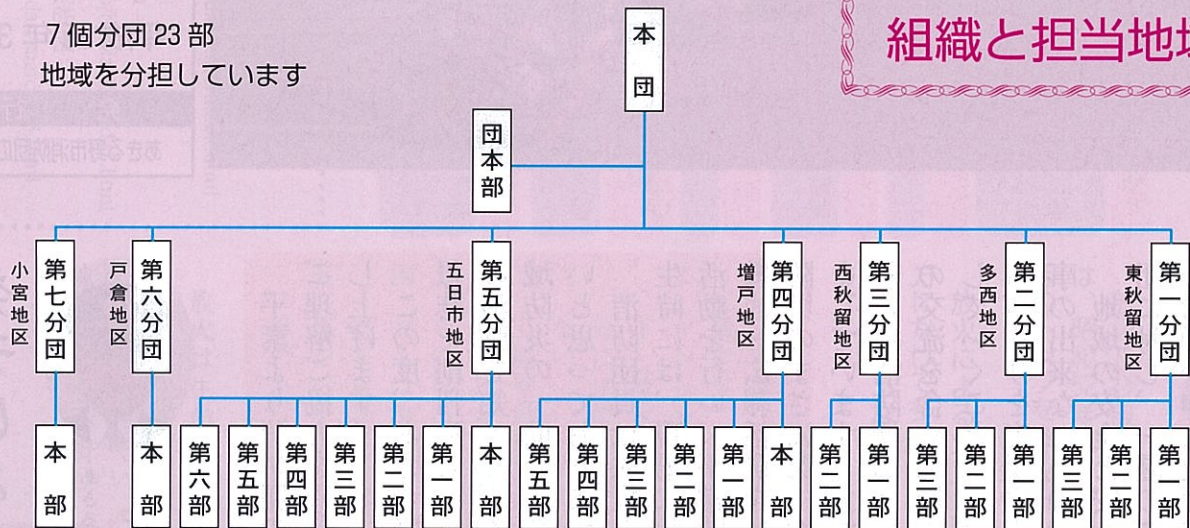 7個分団23部
地域を分担しています
組織と担当地域
本団
団本部
第一分団
東秋留地区
第二分団
多西地区
第三分団
西秋留地区
第四分団
増戸地区
第五分団
五日市地区
第六分団
戸倉地区
第七分団
小宮地区
第一部
第二部
第三部
第一部
第二部
第三部
第一部
第二部
本部
第一部
第二部
第三部
第四部
第五部
本部
第一部
第二部
第三部
第四部
第五部
第六部
本部
本部